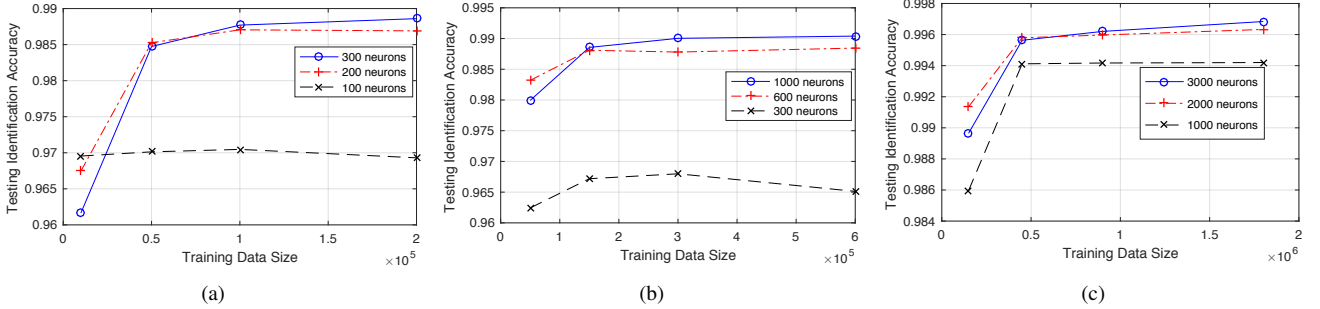 0.99
0.985
0.98
0.975
0.97
0.965
0.96
Testing Identification Accuracy
300 neurons
200 neurons
100 neurons
0 0.5 1 1.5 2
Training Data Size ×10^5
(a)
0.995
0.99
0.985
0.98
0.975
0.97
0.965
0.96
Testing Identification Accuracy
1000 neurons
600 neurons
300 neurons
0 1 2 3 4 5 6
Training Data Size ×10^5
(b)
0.998
0.996
0.994
0.992
0.99
0.988
0.986
0.984
Testing Identification Accuracy
3000 neurons
2000 neurons
1000 neurons
0 0.5 1 1.5 2
Training Data Size ×10^6
(c)